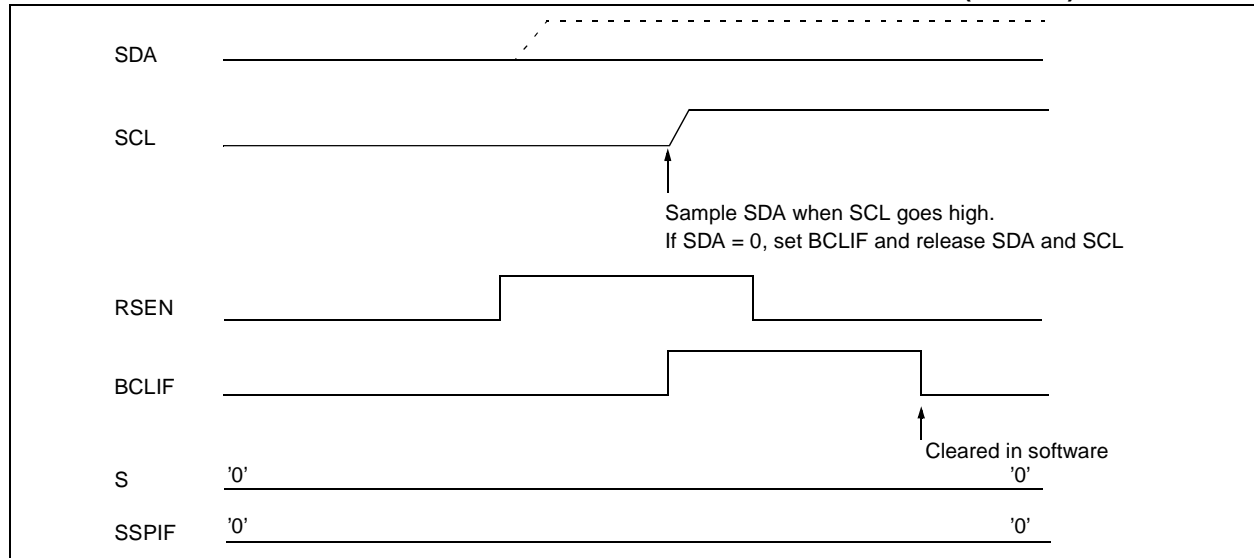 SDA
SCL
Sample SDA when SCL goes high.
If SDA = 0, set BCLIF and release SDA and SCL
RSEN
BCLIF
Cleared in software
S '0' '0'
SSPIF '0' '0'